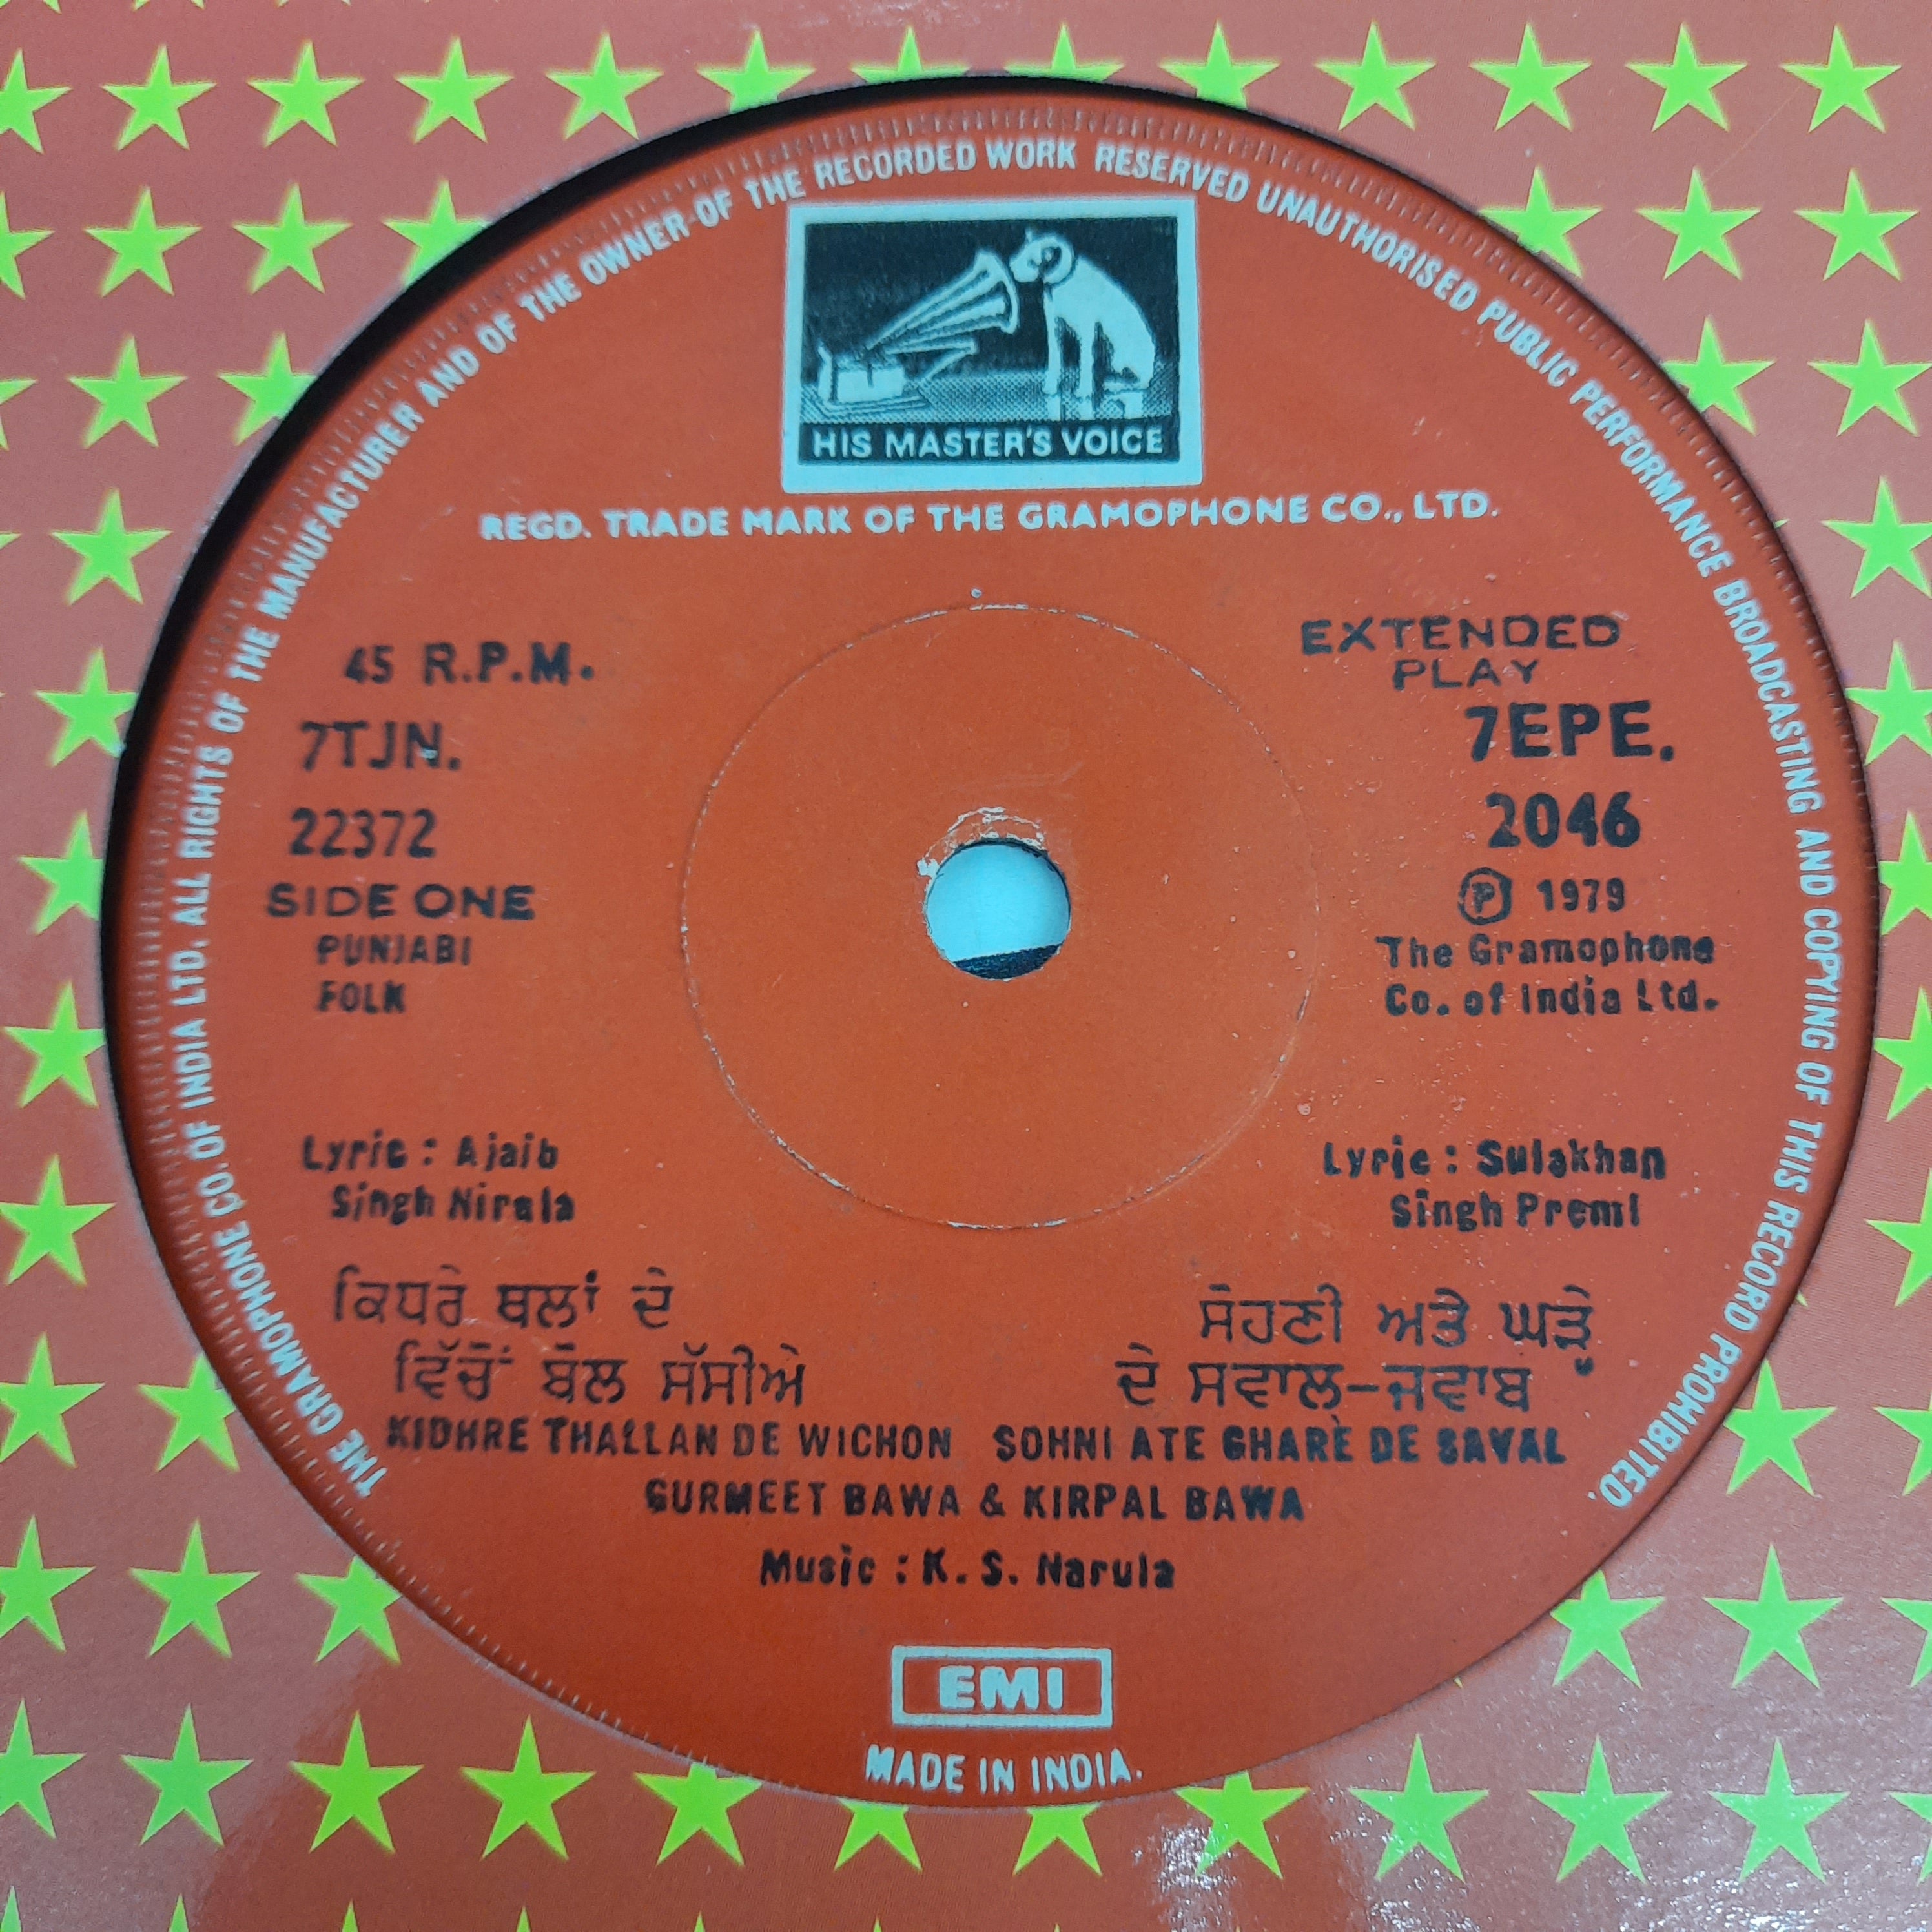 THE GRAMOPHONE CO. OF INDIA LTD. ALL RIGHTS OF THE MANUFACTURER AND OF THE OWNER OF THE RECORDED WORK RESERVED UNAUTHORISED PUBLIC PERFORMANCE BROADCASTING AND COPYING OF THIS RECORD PROHIBITED.
HIS MASTER'S VOICE
REGD. TRADE MARK OF THE GRAMOPHONE CO., LTD.
45 R.P.M.
7TJN.
22372
SIDE ONE
PUNJABI
FOLK
EXTENDED
PLAY
7EPE.
2046
Ⓟ 1979
The Gramophone
Co. of India Ltd.
Lyric : Ajaib
Singh Nirala
ਕਿਧਰੇ ਥਲਾਂ ਦੇ
ਵਿੱਚੋਂ ਬੋਲ ਸੱਸੀਏ
KIDHRE THALLAN DE WICHON
Lyric : Sulakhan
Singh Premi
ਸੋਹਣੀ ਅਤੇ ਘੜੇ
ਦੇ ਸਵਾਲ-ਜਵਾਬ
SOHNI ATE GHARE DE SAVAL
GURMEET BAWA & KIRPAL BAWA
Music : K. S. Narula
EMI
MADE IN INDIA.